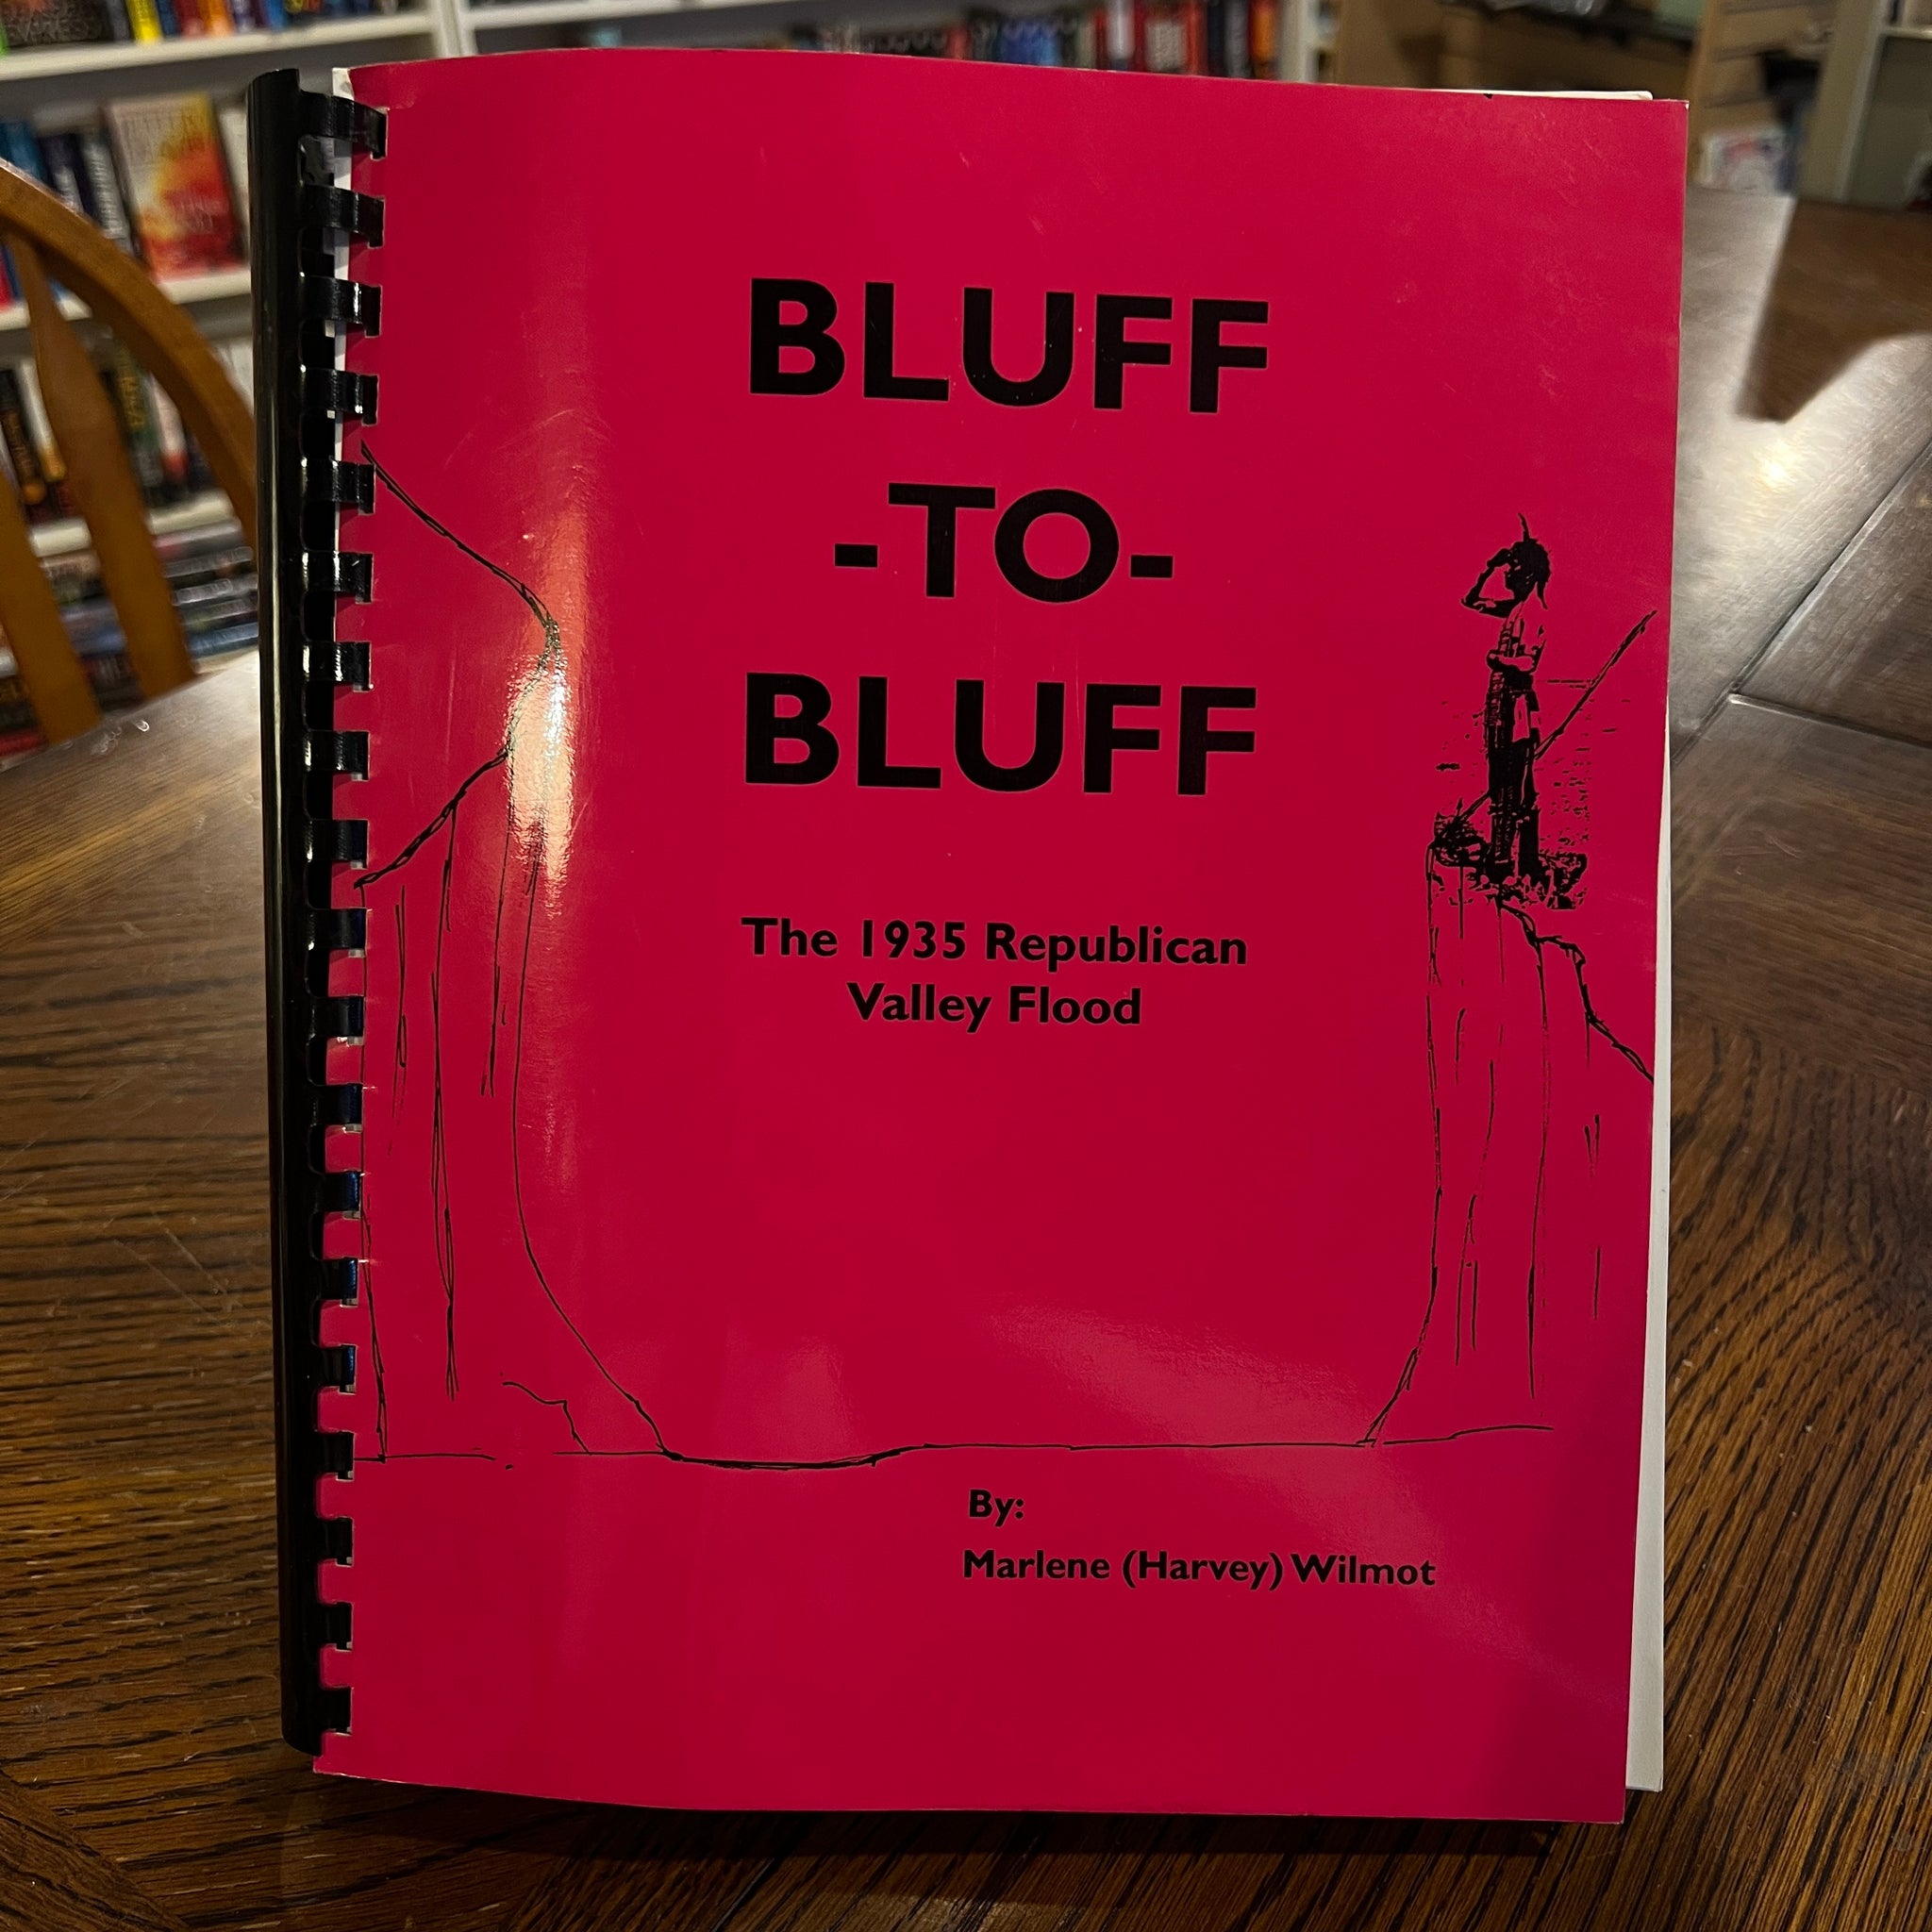 BLUFF
-TO-
BLUFF
The 1935 Republican
Valley Flood
By:
Marlene (Harvey) Wilmot